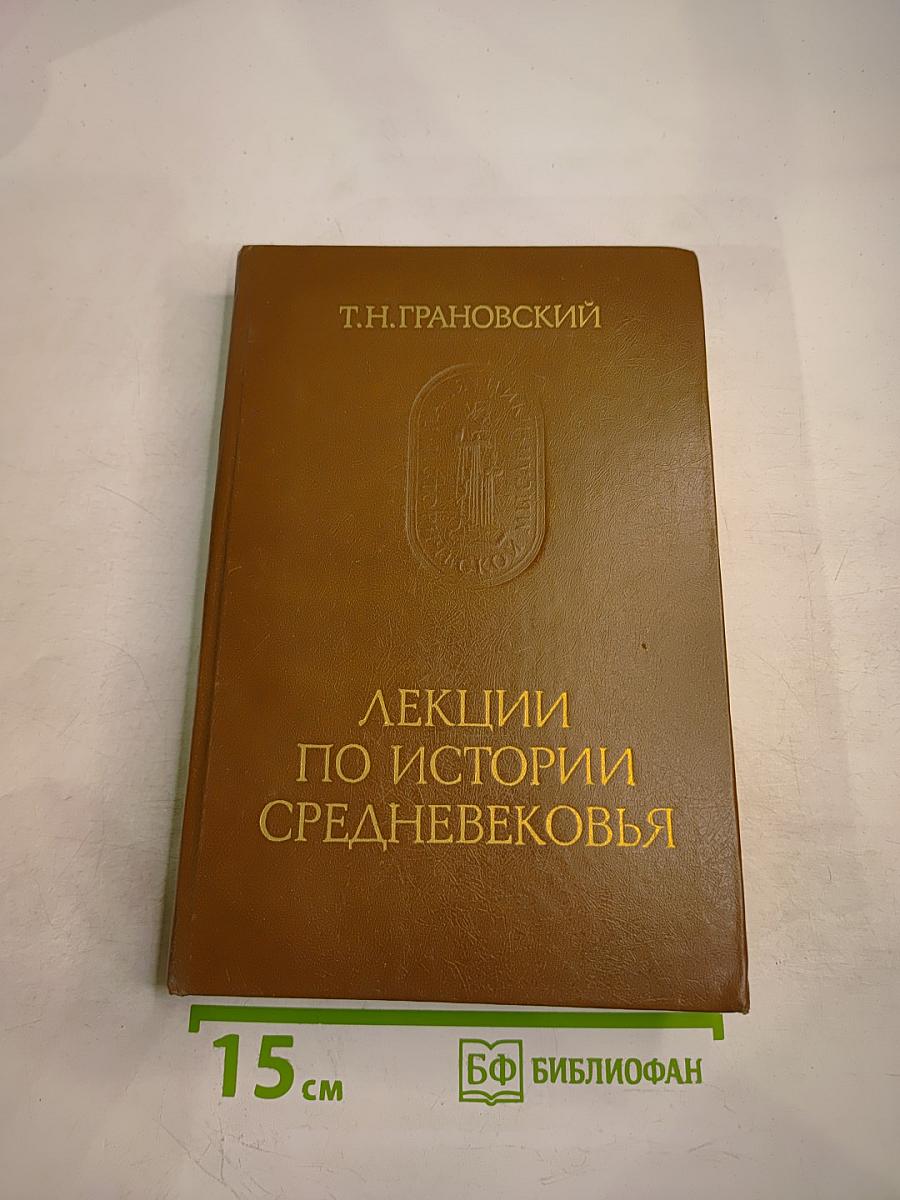 Т.Н.ГРАНОВСКИЙ
ЛЕКЦИИ
ПО ИСТОРИИ
СРЕДНЕВЕКОВЬЯ
15 см
БФ БИБЛИОФАН